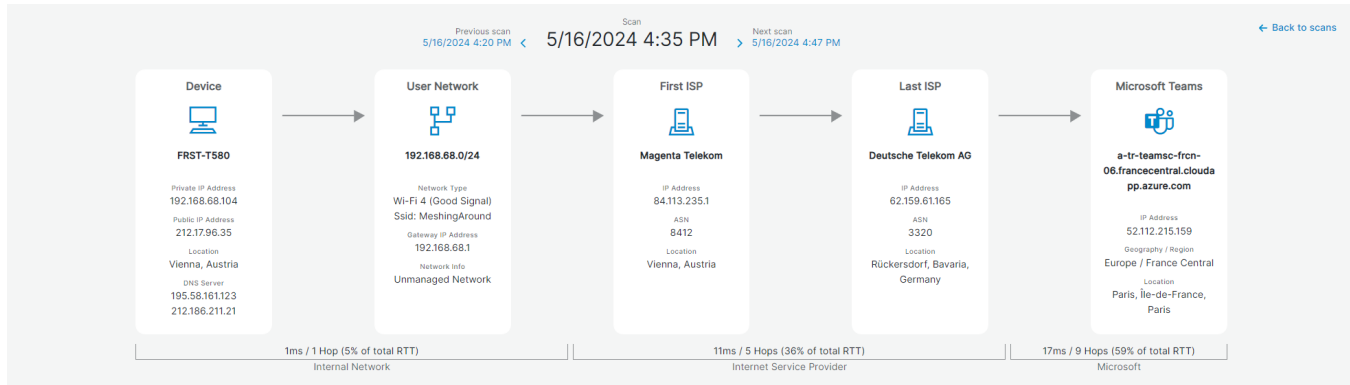 Scan
Previous scan
5/16/2024 4:20 PM
5/16/2024 4:35 PM
Next scan
5/16/2024 4:47 PM
← Back to scans
Device
FRST-T580
Private IP Address
192.168.68.104
Public IP Address
212.17.96.35
Location
Vienna, Austria
DNS Server
195.58.161.123
212.186.211.21
User Network
192.168.68.0/24
Network Type
Wi-Fi 4 (Good Signal)
Ssid: MeshingAround
Gateway IP Address
192.168.68.1
Network Info
Unmanaged Network
First ISP
Magenta Telekom
IP Address
84.113.235.1
ASN
8412
Location
Vienna, Austria
Last ISP
Deutsche Telekom AG
IP Address
62.159.61.165
ASN
3320
Location
Rückersdorf, Bavaria,
Germany
Microsoft Teams
T
a-tr-teamsc-frcn-
06.francecentral.clouda
pp.azure.com
IP Address
52.112.215.159
Geography / Region
Europe / France Central
Location
Paris, Île-de-France,
Paris
1ms / 1 Hop (5% of total RTT)
Internal Network
11ms / 5 Hops (36% of total RTT)
Internet Service Provider
17ms / 9 Hops (59% of total RTT)
Microsoft